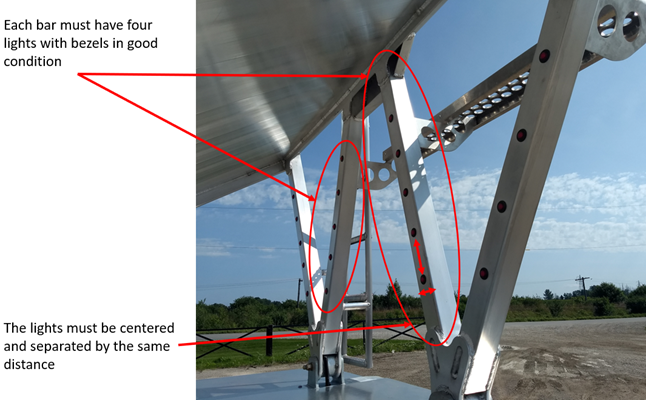 Each bar must have four
lights with bezels in good
condition
The lights must be centered
and separated by the same
distance